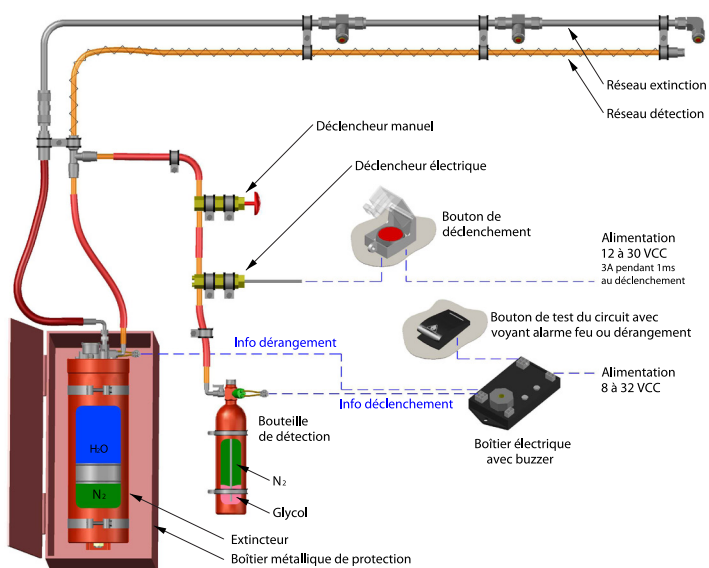 Réseau extinction
Réseau détection
Déclencheur manuel
Déclencheur électrique
Bouton de
déclenchement
Alimentation
12 à 30 VCC
3A pendant 1ms
au déclenchement
Bouton de test du circuit avec
voyant alarme feu ou dérangement
Info dérangement
Alimentation
8 à 32 VCC
Info déclenchement
Bouteille
de détection
Boîtier électrique
avec buzzer
H₂O
N₂
N₂
Glycol
Extincteur
Boîtier métallique de protection